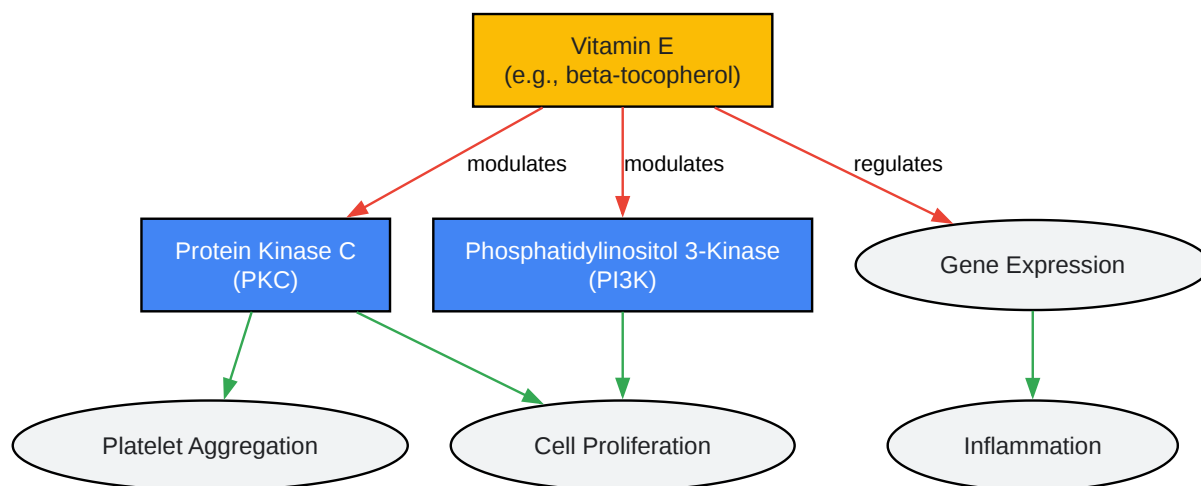 Vitamin E
(e.g., beta-tocopherol)
modulates
modulates
regulates
Protein Kinase C
(PKC)
Phosphatidylinositol 3-Kinase
(PI3K)
Gene Expression
Platelet Aggregation
Cell Proliferation
Inflammation